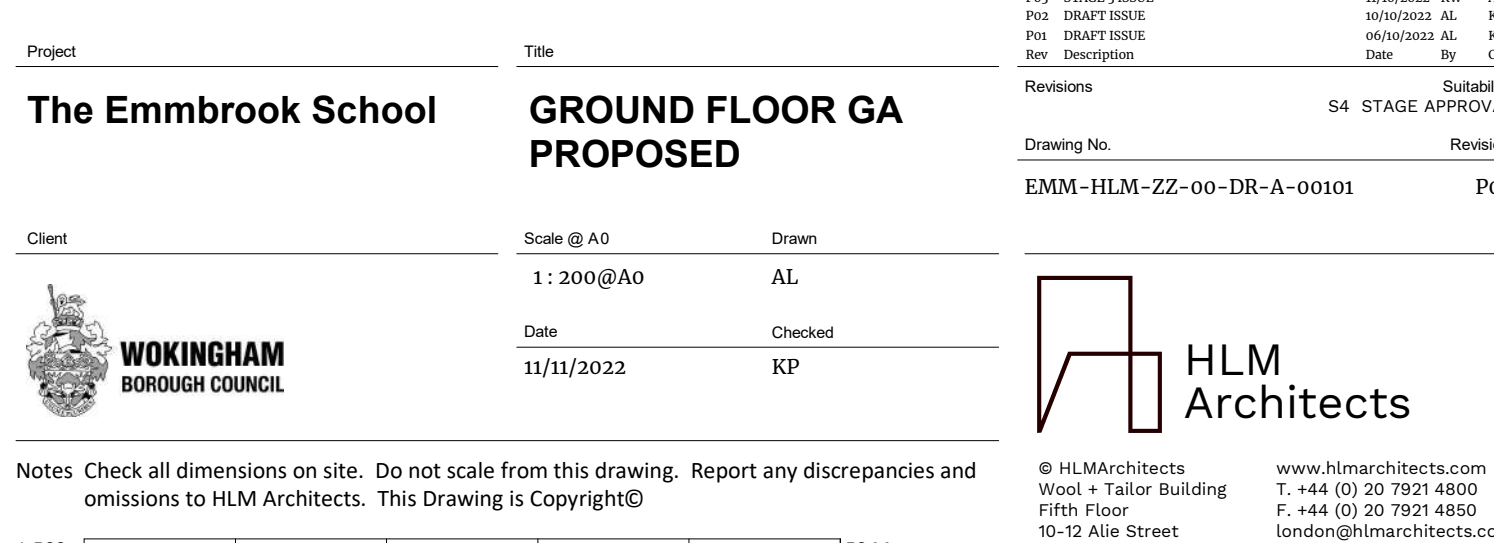 P02 DRAFT ISSUE 10/10/2022 AL
P01 DRAFT ISSUE 06/10/2022 AL
Rev Description Date By
Project
Title
The Emmbrook School
GROUND FLOOR GA
PROPOSED
Revisions
S4 STAGE
Drawing No.
EMM-HLM-ZZ-00-DR-A-00101
Client
Scale @ A0
Drawn
1 : 200@A0
AL
WOKINGHAM
BOROUGH COUNCIL
Date
Checked
11/11/2022
KP
HLM
Architects
Notes Check all dimensions on site. Do not scale from this drawing. Report any discrepancies and
omissions to HLM Architects. This Drawing is Copyright©
© HLMArchitects
Wool + Tailor Building
Fifth Floor
10-12 Alie Street
www.hlmarchitects.com
T. +44 (0) 20 7921 4800
F. +44 (0) 20 7921 4850